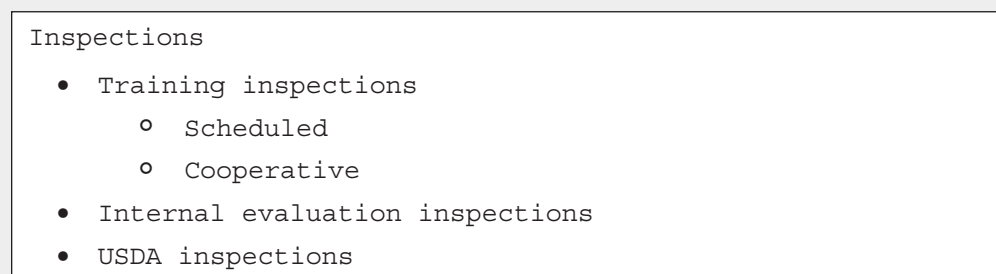 Inspections
• Training inspections
o Scheduled
o Cooperative
• Internal evaluation inspections
• USDA inspections